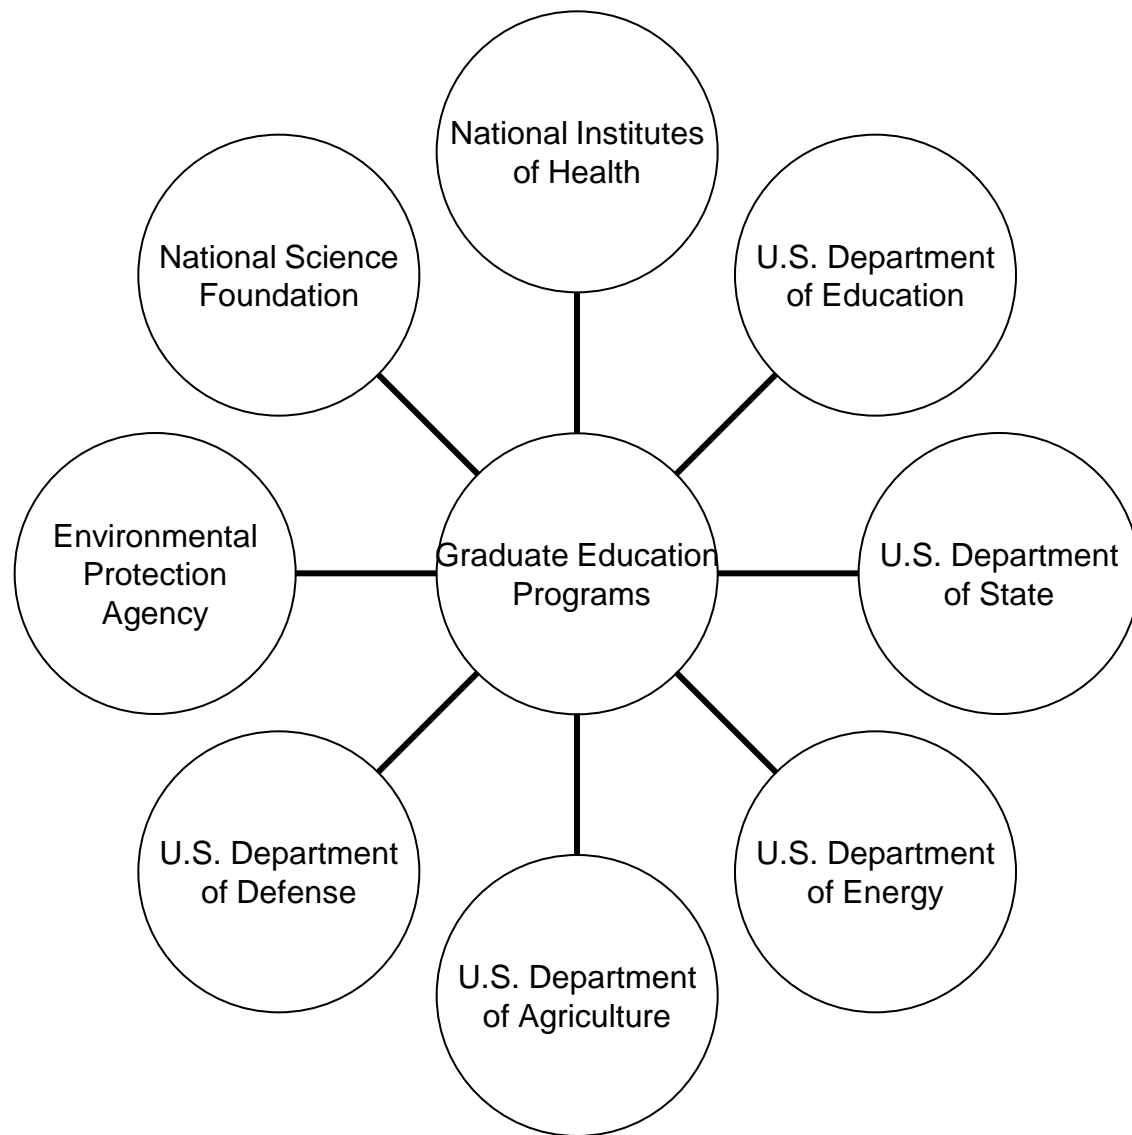 National Institutes
of Health
National Science
Foundation
U.S. Department
of Education
Environmental
Protection
Agency
Graduate Education
Programs
U.S. Department
of State
U.S. Department
of Defense
U.S. Department
of Energy
U.S. Department
of Agriculture